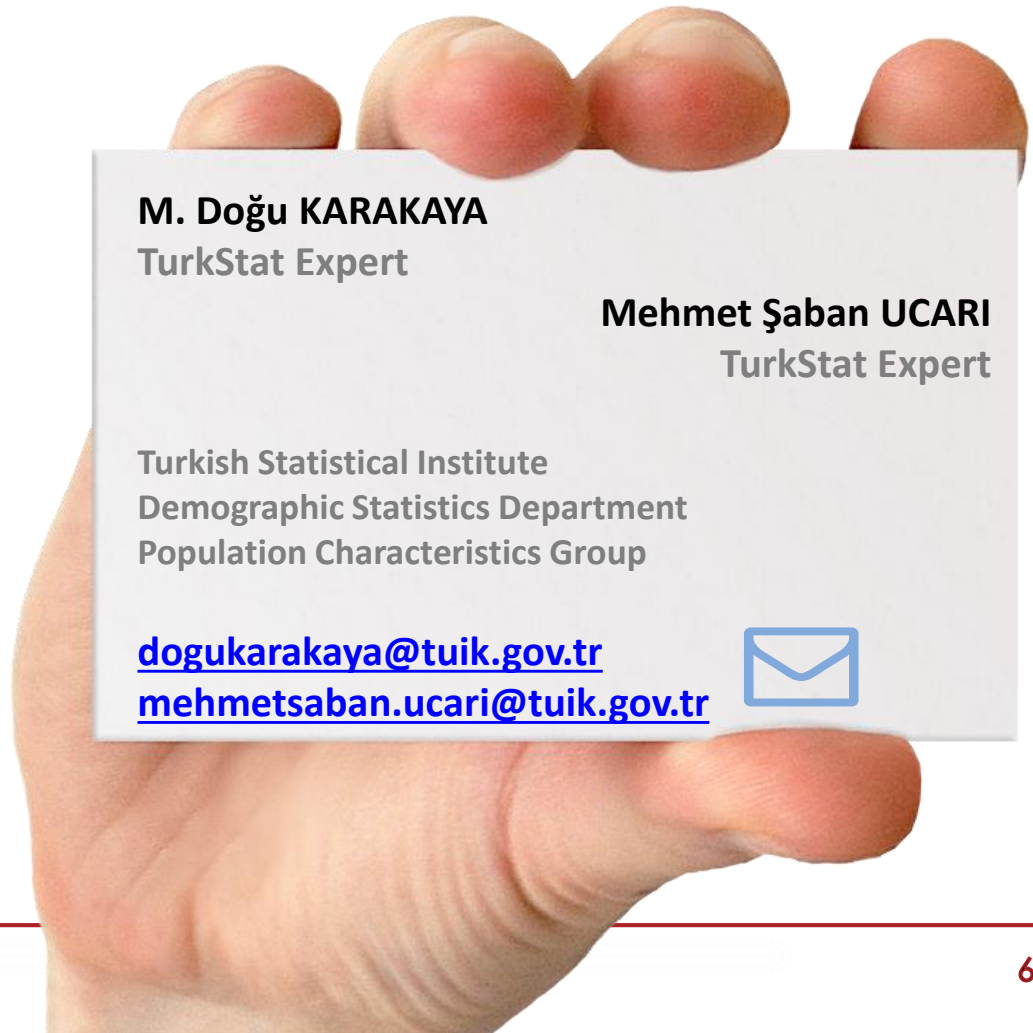 M. Doğu KARAKAYA
TurkStat Expert
Mehmet Şaban UCARI
TurkStat Expert
Turkish Statistical Institute
Demographic Statistics Department
Population Characteristics Group
dogukarakaya@tuik.gov.tr
mehmetsaban.ucari@tuik.gov.tr
6